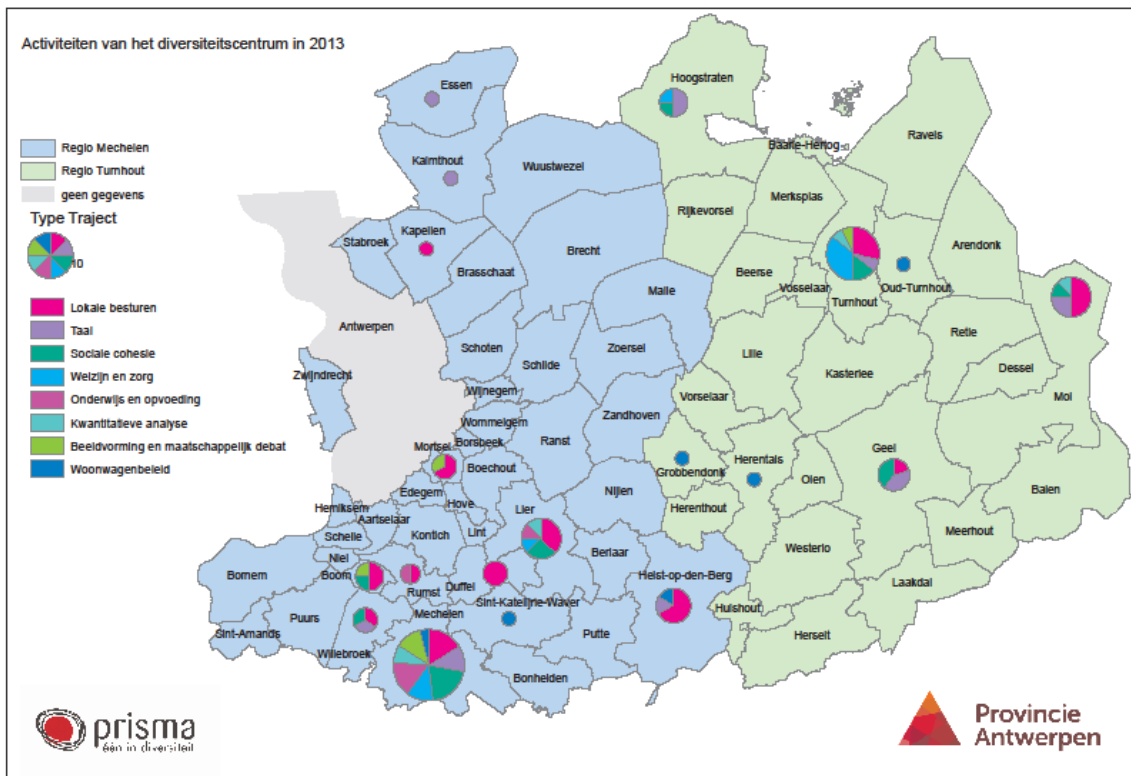 Activiteiten van het diversiteitscentrum in 2013
Regio Mechelen
Regio Turnhout
geen gegevens
Type Traject
10
Lokale besturen
Taal
Sociale cohesie
Welzijn en zorg
Onderwijs en opvoeding
Kwantitatieve analyse
Beeldvorming en maatschappelijk debat
Woonwagenbeleid
Essen
Hoogstraten
Ravels
Baarle-Hertog
Kalmthout
Wuustwezel
Merksplas
Rijkevorsel
Kapellen
Stabroek
Brecht
Arendonk
Brasschaat
Beerse
Malle
Vosselaar
Oud-Turnhout
Turnhout
Antwerpen
Retie
Schoten
Zoersel
Lille
Schilde
Kasterlee
Dessel
Zwijndrecht
Wijnegem
Vorselaar
Mol
Zandhoven
Wommelgem
Ranst
Borsbeek
Mortsel
Geel
Boechout
Grobbendonk
Herentals
Olen
Edegem
Nijlen
Balen
Hove
Hemiksem
Lier
Herenthout
Aartselaar
Meerhout
Schelle
Kontich
Lint
Westerlo
Niel
Berlaar
Bornem
Boom
Heist-op-den-Berg
Laakdal
Duffel
Rumst
Sint-Katelijne-Waver
Hulshout
Mechelen
Puurs
Herselt
Sint-Amands
Putte
Willebroek
Bonheiden
prisma
één in diversiteit
Provincie
Antwerpen